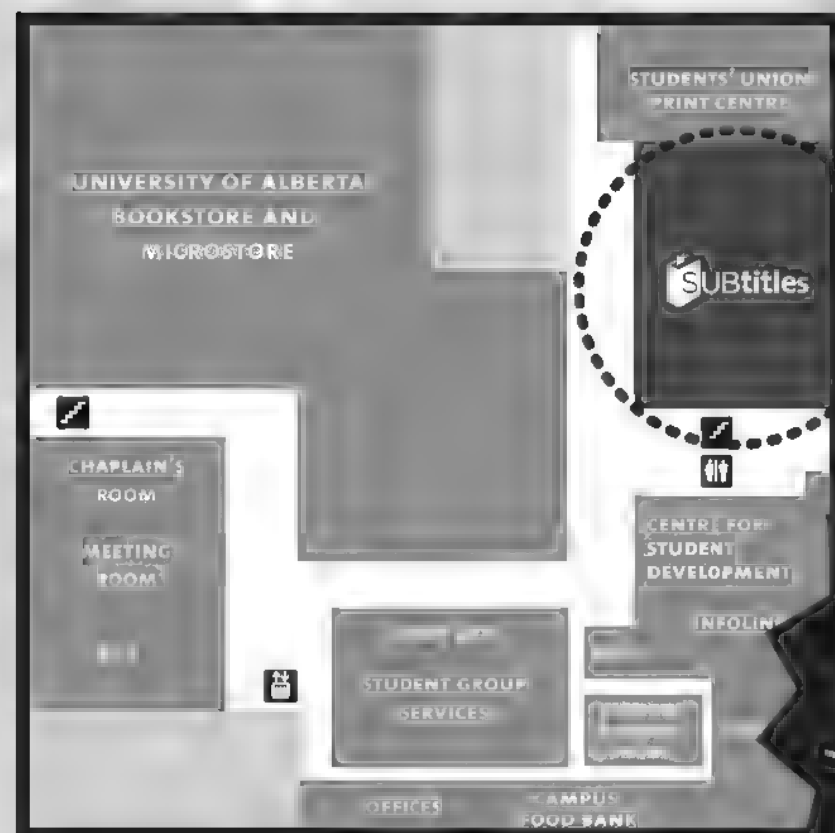 STUDENTS' UNION
PRINT CENTRE
UNIVERSITY OF ALBERTA
BOOKSTORE AND
MICROSTORE
SUBtitles
CHAPLAIN'S
ROOM
MEETING
ROOM
CENTRE FOR
STUDENT
DEVELOPMENT
INFOLINK
STUDENT GROUP
SERVICES
OFFICES
CAMPUS
FOOD BANK